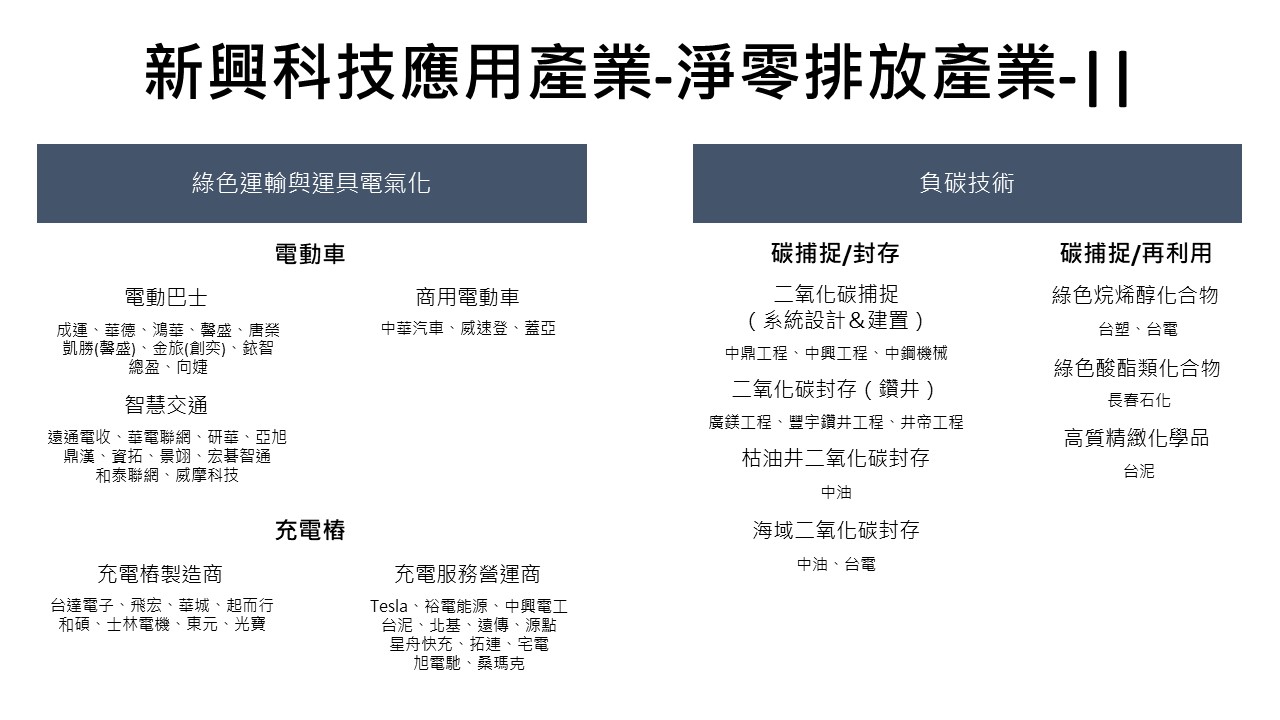 新興科技應用產業-淨零排放產業-||
綠色運輸與運具電氣化
電動車
電動巴士
成運、華德、鴻華、馨盛、唐榮
凱勝(馨盛)、金旅(創奕)、銥智
總盈、向婕
商用電動車
中華汽車、威速登、蓋亞
智慧交通
遠通電收、華電聯網、研華、亞旭
鼎漢、資拓、景翊、宏碁智通
和泰聯網、威摩科技
充電樁
充電樁製造商
台達電子、飛宏、華城、起而行
和碩、士林電機、東元、光寶
充電服務營運商
Tesla、裕電能源、中興電工
台泥、北基、遠傳、源點
星舟快充、拓連、宅電
旭電馳、桑瑪克
負碳技術
碳捕捉/封存
二氧化碳捕捉
（系統設計＆建置）
中鼎工程、中興工程、中鋼機械
二氧化碳封存（鑽井）
廣鎂工程、豐宇鑽井工程、井帝工程
枯油井二氧化碳封存
中油
海域二氧化碳封存
中油、台電
碳捕捉/再利用
綠色烷烯醇化合物
台塑、台電
綠色酸酯類化合物
長春石化
高質精緻化學品
台泥